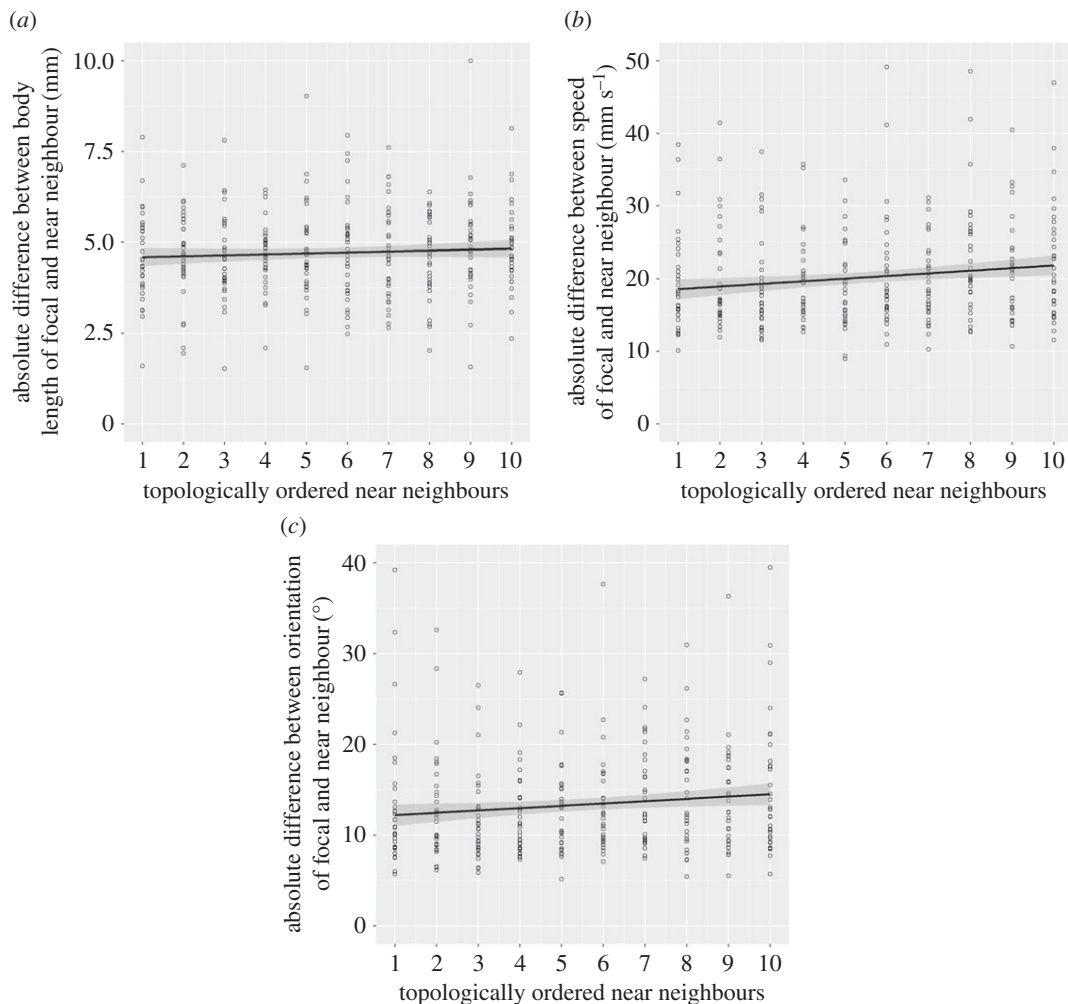 (a)
absolute difference between body
length of focal and near neighbour (mm)
10.0
7.5
5.0
2.5
0
1 2 3 4 5 6 7 8 9 10
topologically ordered near neighbours
(b)
absolute difference between speed
of focal and near neighbour (mm s⁻¹)
50
40
30
20
10
0
1 2 3 4 5 6 7 8 9 10
topologically ordered near neighbours
(c)
absolute difference between orientation
of focal and near neighbour (°)
40
30
20
10
0
1 2 3 4 5 6 7 8 9 10
topologically ordered near neighbours